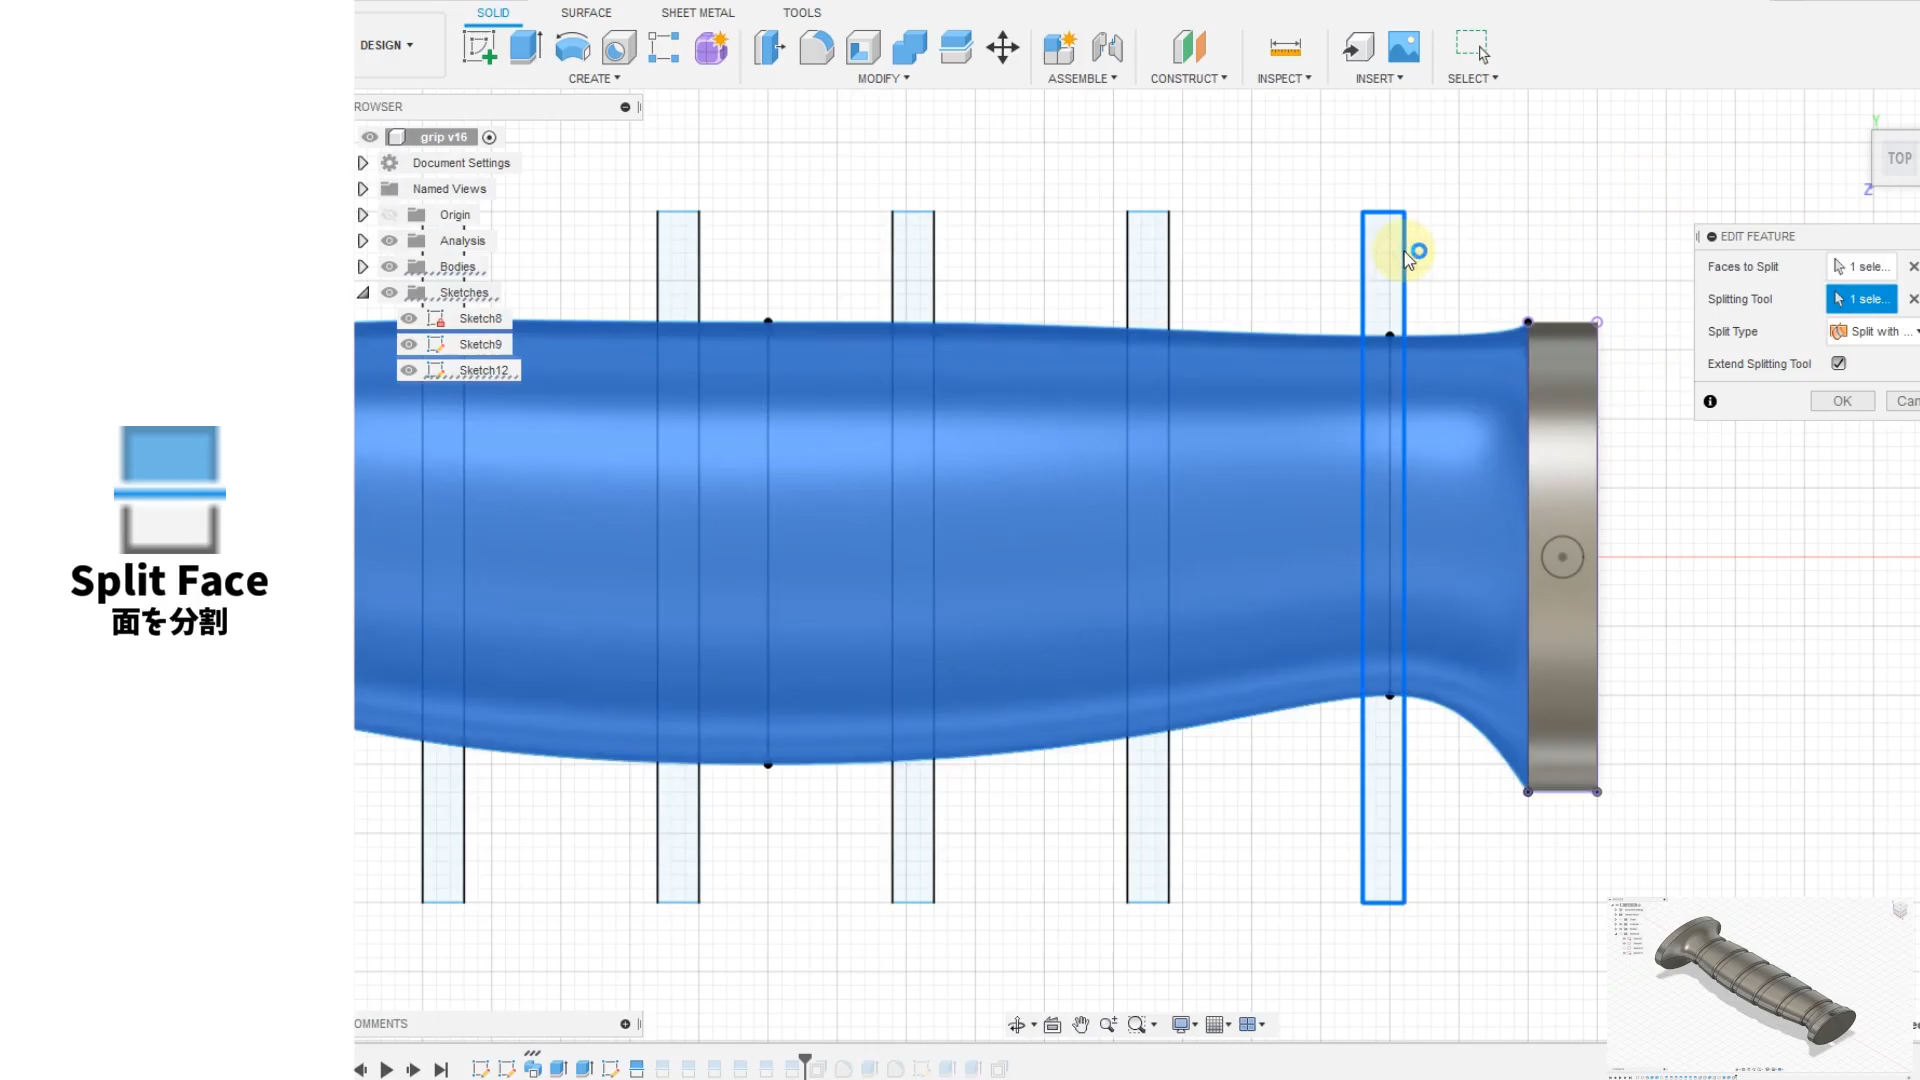 SOLID
SURFACE
SHEET METAL
TOOLS
DESIGN
CREATE
MODIFY
ASSEMBLE
CONSTRUCT
INSPECT
INSERT
SELECT
ROWSER
grip v16
Document Settings
Named Views
Origin
Analysis
Bodies
Sketches
Sketch8
Sketch9
Sketch12
Y
TOP
Z
EDIT FEATURE
Faces to Split
1 sele...
Splitting Tool
1 sele...
Split Type
Split with ...
Extend Splitting Tool
OK
Can
Split Face
面を分割
OMMENTS